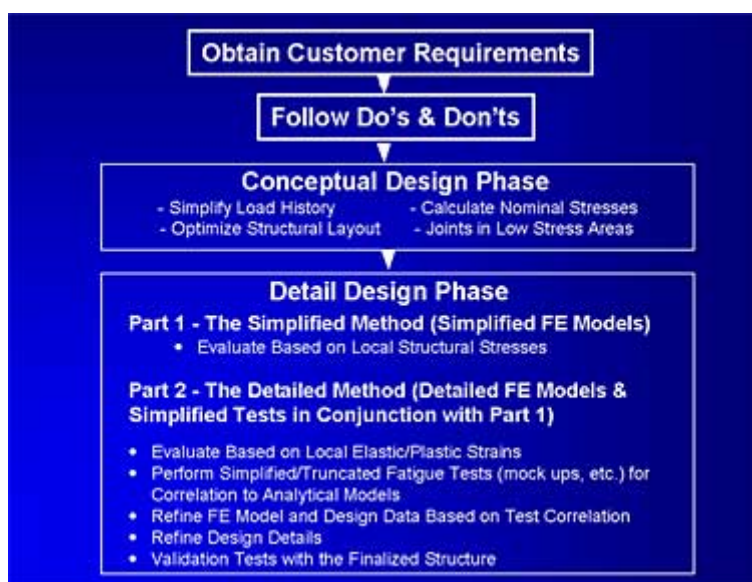 Obtain Customer Requirements
Follow Do's & Don'ts
Conceptual Design Phase
- Simplify Load History - Calculate Nominal Stresses
- Optimize Structural Layout - Joints in Low Stress Areas
Detail Design Phase
Part 1 - The Simplified Method (Simplified FE Models)
• Evaluate Based on Local Structural Stresses
Part 2 - The Detailed Method (Detailed FE Models &
Simplified Tests in Conjunction with Part 1)
• Evaluate Based on Local Elastic/Plastic Strains
• Perform Simplified/Truncated Fatigue Tests (mock ups, etc.) for
Correlation to Analytical Models
• Refine FE Model and Design Data Based on Test Correlation
• Refine Design Details
• Validation Tests with the Finalized Structure